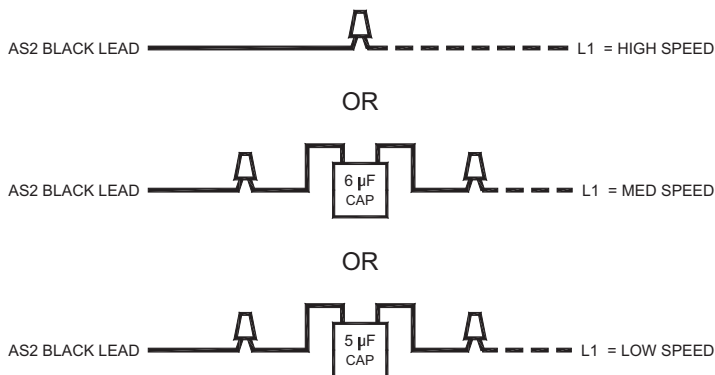 AS2 BLACK LEAD L1 = HIGH SPEED
OR
6 µF
CAP
AS2 BLACK LEAD L1 = MED SPEED
OR
5 µF
CAP
AS2 BLACK LEAD L1 = LOW SPEED